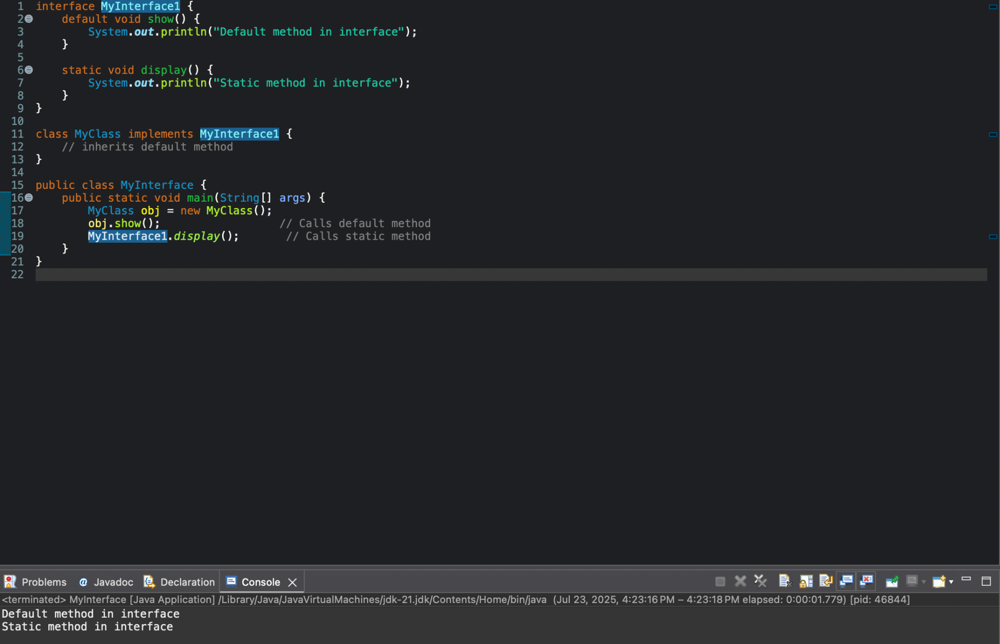 1 interface MyInterface1 {
2 default void show() {
3 System.out.println("Default method in interface");
4 }
5
6 static void display() {
7 System.out.println("Static method in interface");
8 }
9 }
10
11 class MyClass implements MyInterface1 {
12 // inherits default method
13 }
14
15 public class MyInterface {
16 public static void main(String[] args) {
17 MyClass obj = new MyClass();
18 obj.show(); // Calls default method
19 MyInterface1.display(); // Calls static method
20 }
21 }
22
Problems @ Javadoc Declaration Console
<terminated> MyInterface [Java Application] /Library/Java/JavaVirtualMachines/jdk-21.jdk/Contents/Home/bin/java (Jul 23, 2025, 4:23:16 PM – 4:23:18 PM elapsed: 0:00:01.779) [pid: 46844]
Default method in interface
Static method in interface